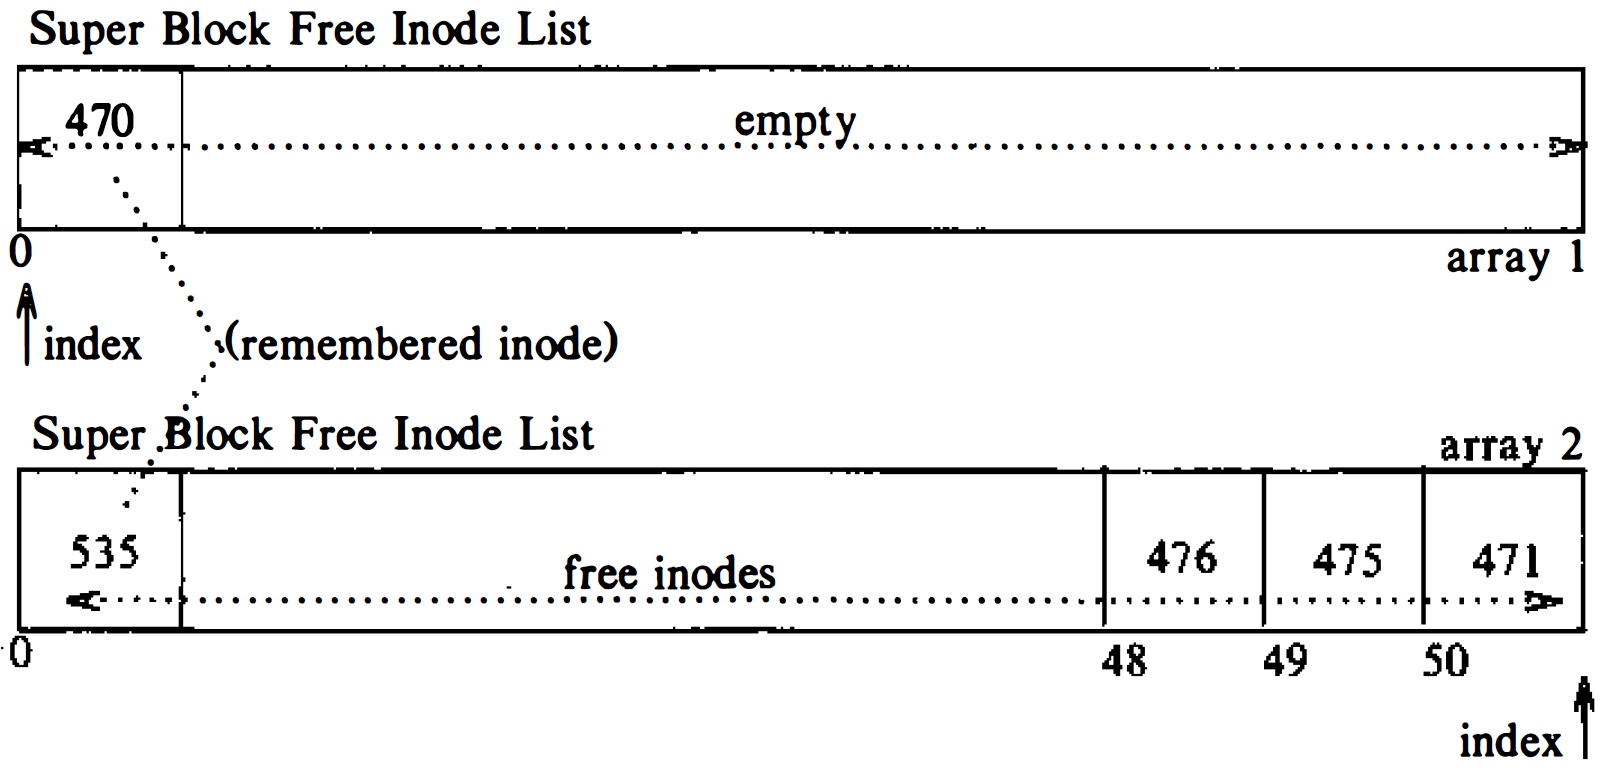 Super Block Free Inode List
470
empty
0
array 1
index
(remembered inode)
Super Block Free Inode List
array 2
535
free inodes
476
475
471
0
48
49
50
index